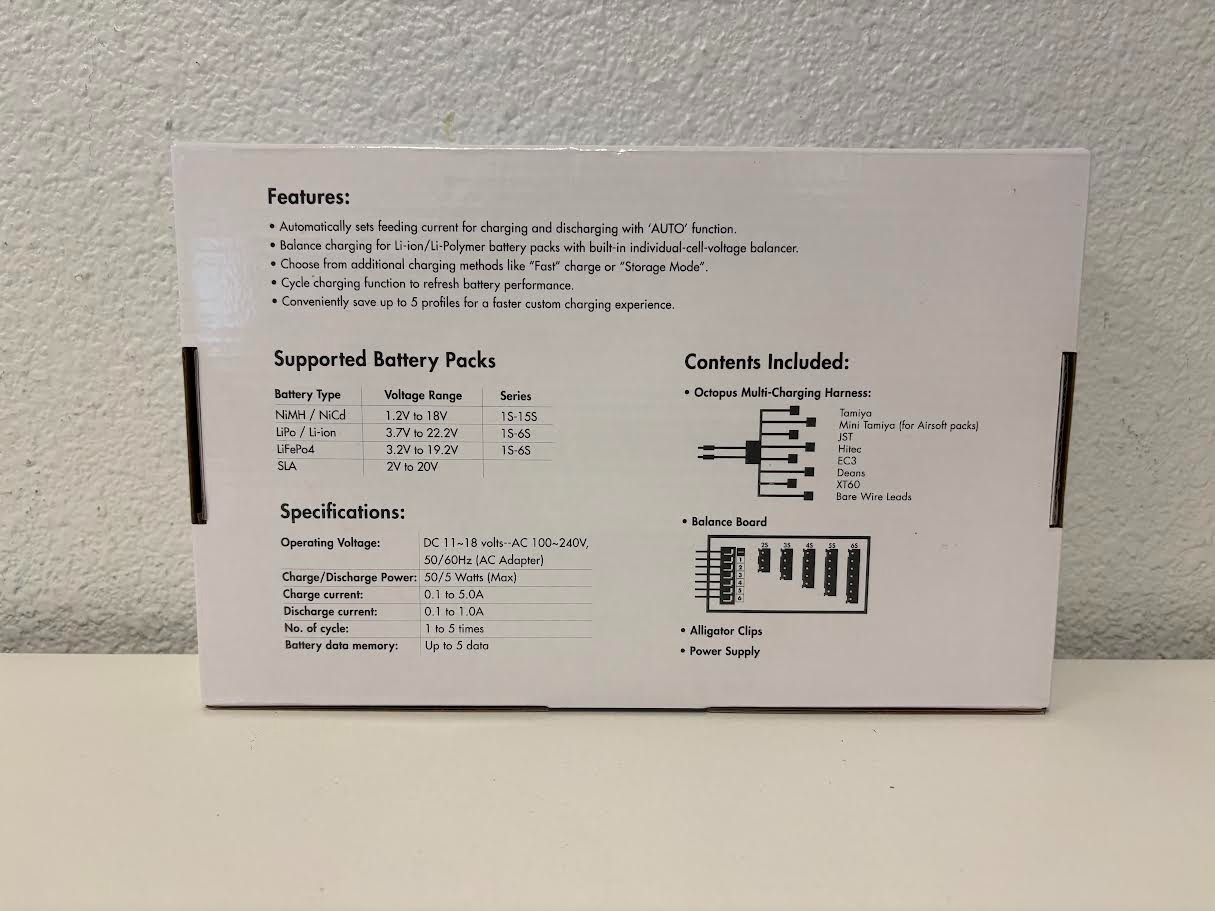 Features:
• Automatically sets feeding current for charging and discharging with ‘AUTO’ function.
• Balance charging for Li-ion/Li-Polymer battery packs with built-in individual-cell-voltage balancer.
• Choose from additional charging methods like “Fast” charge or “Storage Mode”.
• Cycle charging function to refresh battery performance.
• Conveniently save up to 5 profiles for a faster custom charging experience.
Supported Battery Packs
Battery Type Voltage Range Series
NiMH / NiCd 1.2V to 18V 1S-15S
LiPo / Li-ion 3.7V to 22.2V 1S-6S
LiFePo4 3.2V to 19.2V 1S-6S
SLA 2V to 20V
Specifications:
Operating Voltage: DC 11~18 volts--AC 100~240V,
50/60Hz (AC Adapter)
Charge/Discharge Power: 50/5 Watts (Max)
Charge current: 0.1 to 5.0A
Discharge current: 0.1 to 1.0A
No. of cycle: 1 to 5 times
Battery data memory: Up to 5 data
Contents Included:
• Octopus Multi-Charging Harness:
Tamiya
Mini Tamiya (for Airsoft packs)
JST
Hitec
EC3
Deans
XT60
Bare Wire Leads
• Balance Board
2S 3S 4S 5S 6S
1
2
3
4
5
6
• Alligator Clips
• Power Supply